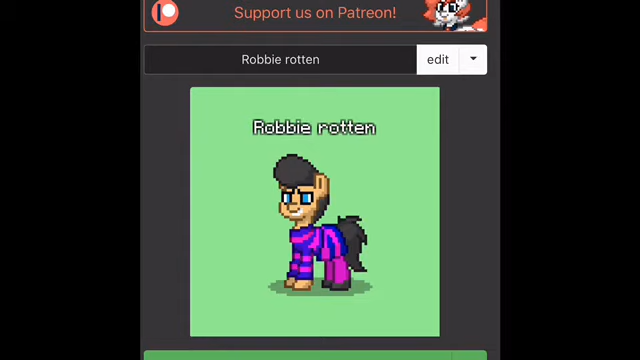 Support us on Patreon!
Robbie rotten
edit
Robbie rotten